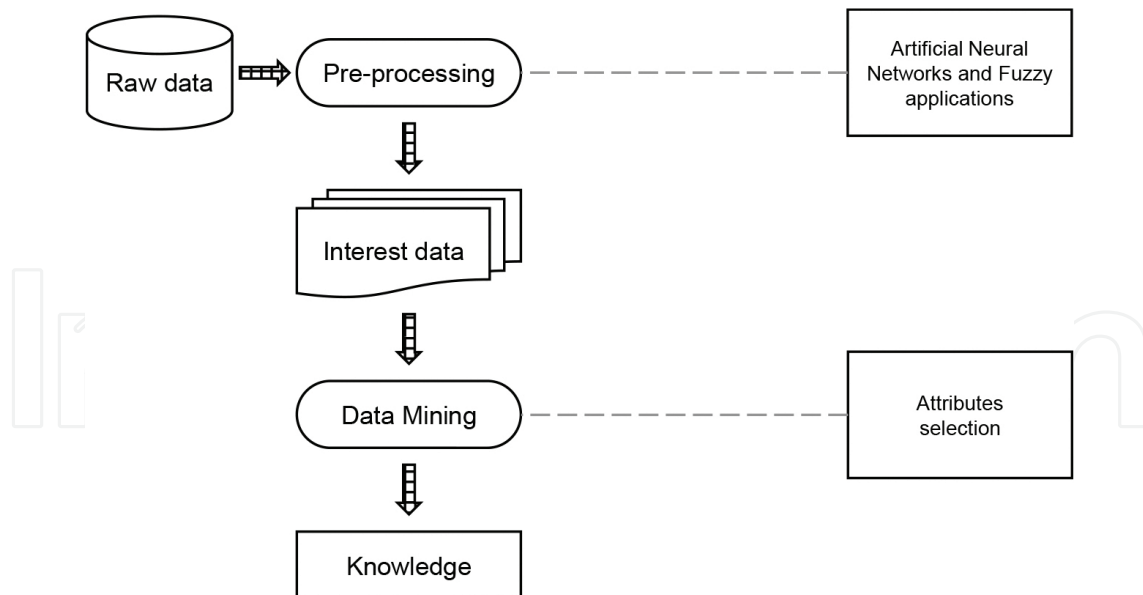 Raw data
Pre-processing
Artificial Neural
Networks and Fuzzy
applications
Interest data
Data Mining
Attributes
selection
Knowledge